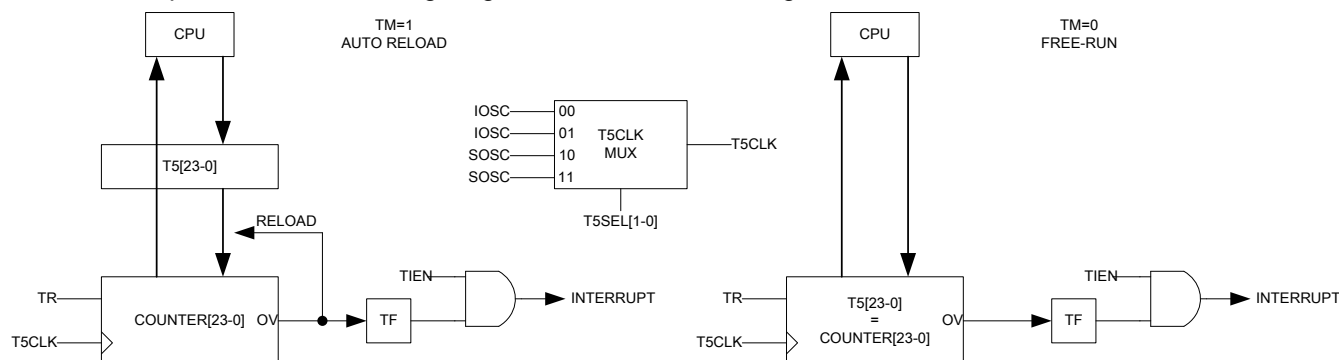 CPU
TM=1
AUTO RELOAD
CPU
TM=0
FREE-RUN
IOSC
00
IOSC
01
SOSC
10
SOSC
11
T5CLK
MUX
T5CLK
T5SEL[1-0]
T5[23-0]
RELOAD
TR
T5CLK
COUNTER[23-0]
OV
TF
TIEN
INTERRUPT
TR
T5CLK
T5[23-0]
=
COUNTER[23-0]
OV
TF
TIEN
INTERRUPT